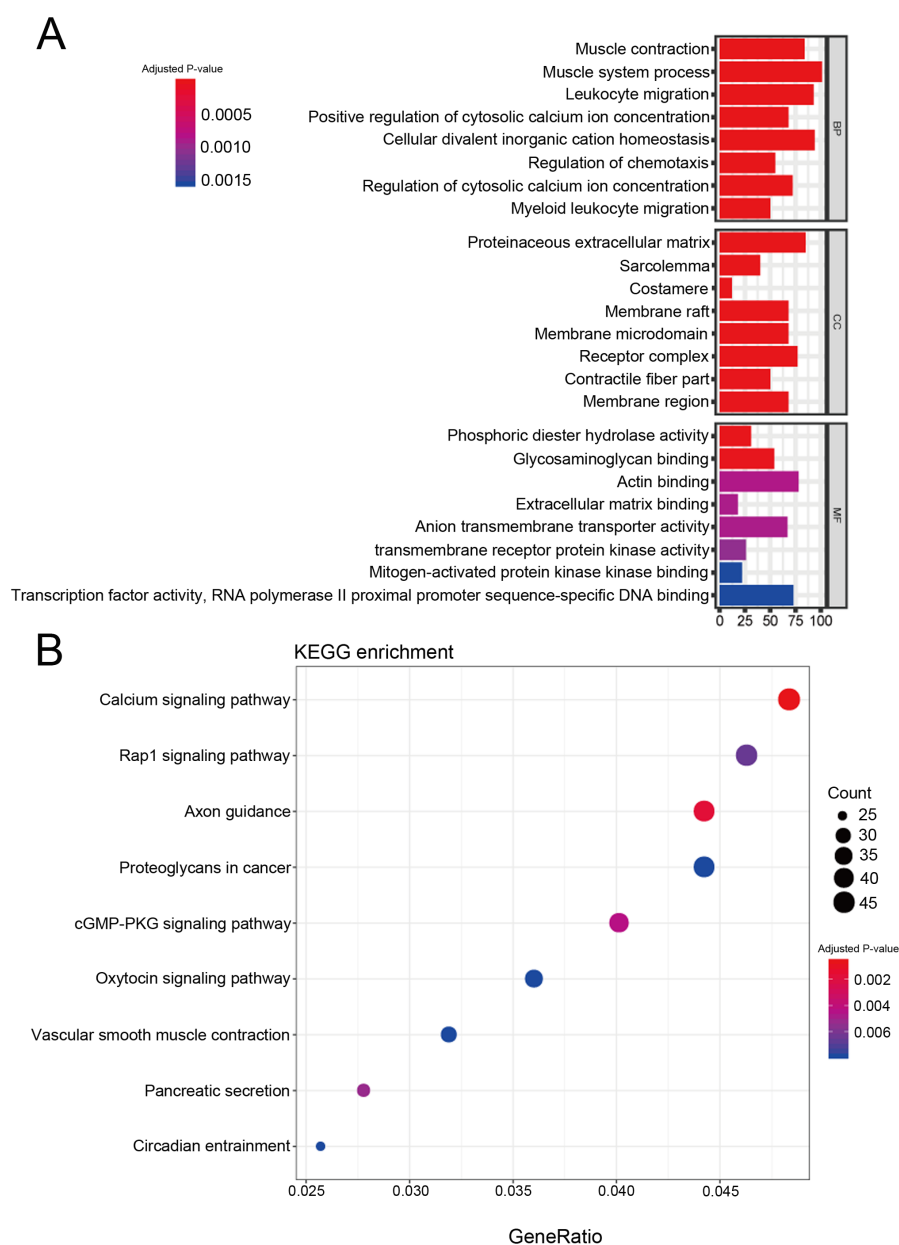 A
Adjusted P-value
0.0005
0.0010
0.0015
Muscle contraction
Muscle system process
Leukocyte migration
Positive regulation of cytosolic calcium ion concentration
Cellular divalent inorganic cation homeostasis
Regulation of chemotaxis
Regulation of cytosolic calcium ion concentration
Myeloid leukocyte migration
BP
Proteinaceous extracellular matrix
Sarcolemma
Costamere
Membrane raft
Membrane microdomain
Receptor complex
Contractile fiber part
Membrane region
CC
Phosphoric diester hydrolase activity
Glycosaminoglycan binding
Actin binding
Extracellular matrix binding
Anion transmembrane transporter activity
transmembrane receptor protein kinase activity
Mitogen-activated protein kinase kinase binding
Transcription factor activity, RNA polymerase II proximal promoter sequence-specific DNA binding
MF
0 25 50 75 100
B
KEGG enrichment
Calcium signaling pathway
Rap1 signaling pathway
Axon guidance
Proteoglycans in cancer
cGMP-PKG signaling pathway
Oxytocin signaling pathway
Vascular smooth muscle contraction
Pancreatic secretion
Circadian entrainment
0.025 0.030 0.035 0.040 0.045
GeneRatio
Count
25
30
35
40
45
Adjusted P-value
0.002
0.004
0.006